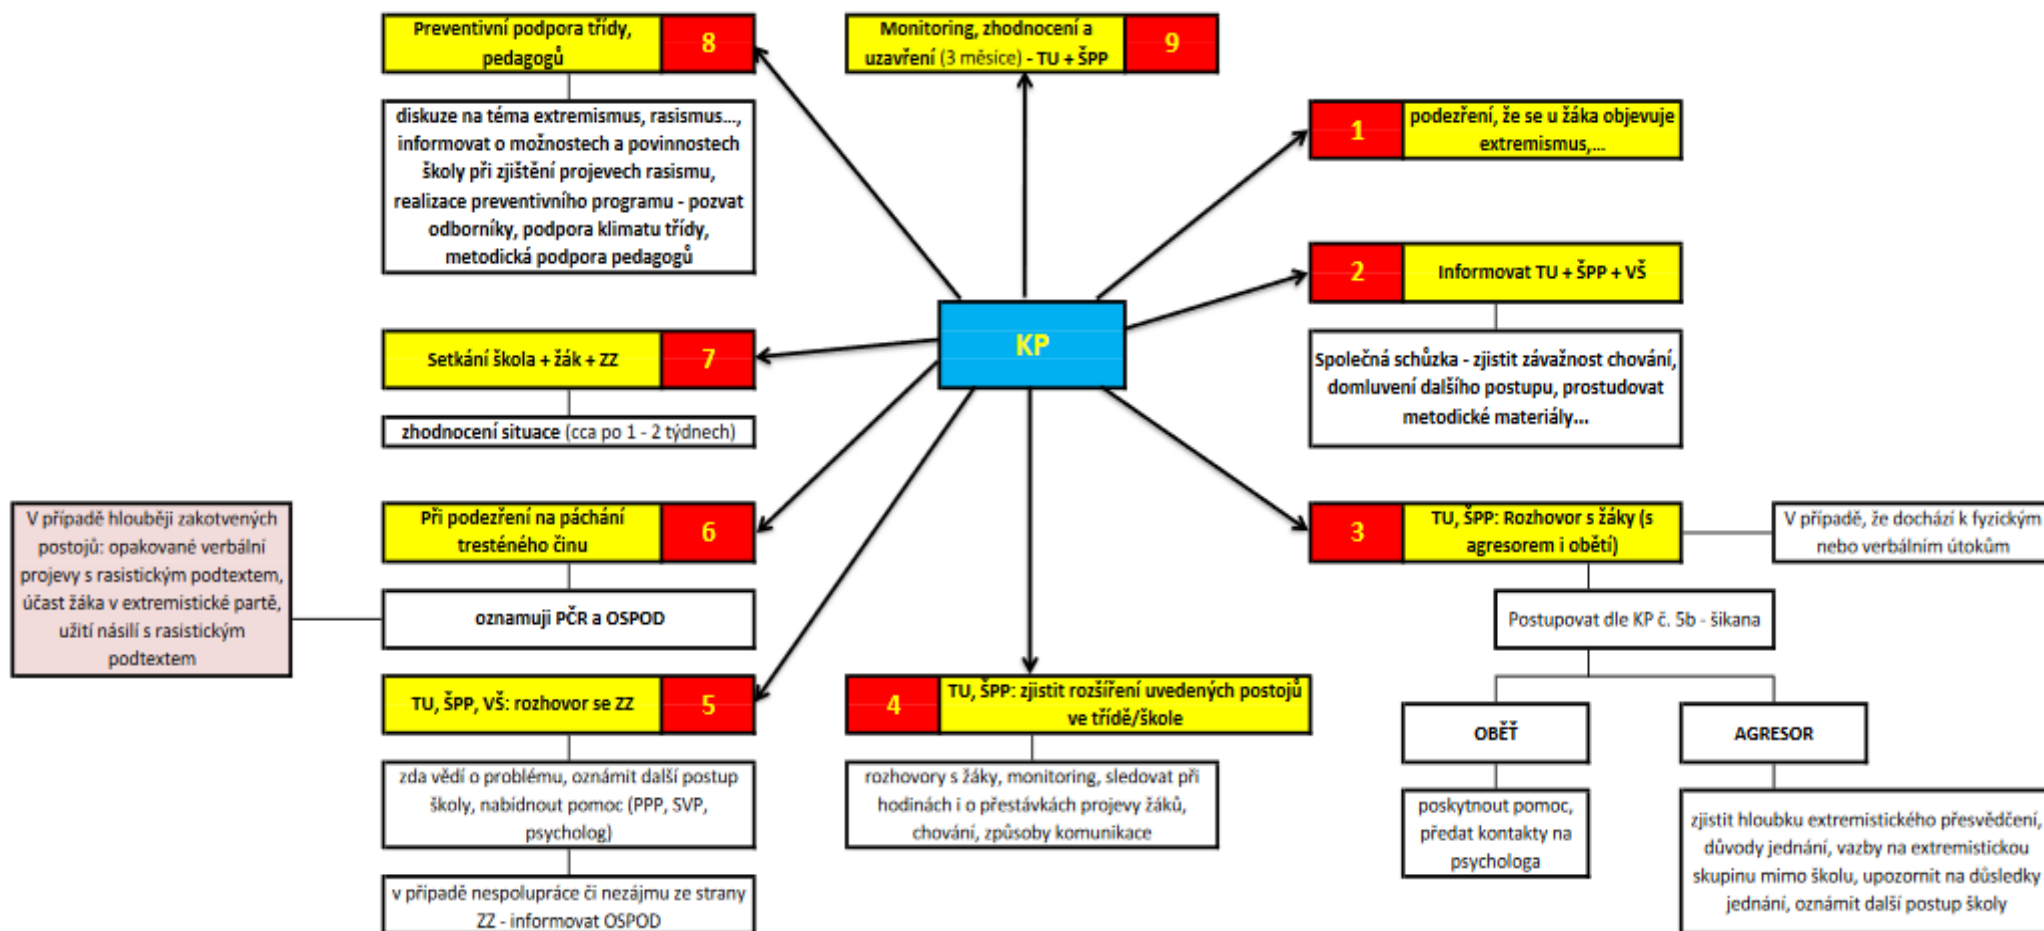 Preventivní podpora třídy,
pedagogů
8
diskuze na téma extremismus, rasismus...,
informovat o možnostech a povinnostech
školy při zjištění projevech rasismu,
realizace preventivního programu - pozvat
odborníky, podpora klimatu třídy,
metodická podpora pedagogů
Monitoring, zhodnocení a
uzavření (3 měsíce) - TU + ŠPP
9
1
podezření, že se u žáka objevuje
extremismus,...
2
Informovat TU + ŠPP + VŠ
Společná schůzka - zjistit závažnost chování,
domluvení dalšího postupu, prostudovat
metodické materiály...
KP
Setkání škola + žák + ZZ
7
zhodnocení situace (cca po 1 - 2 týdnech)
V případě hlouběji zakotvených
postojů: opakované verbální
projevy s rasistickým podtextem,
účast žáka v extremistické partě,
užití násilí s rasistickým
podtextem
Při podezření na páchání
tresténého činu
6
oznamuji PČR a OSPOD
3
TU, ŠPP: Rozhovor s žáky (s
agresorem i obětí)
V případě, že dochází k fyzickým
nebo verbálním útokům
Postupovat dle KP č. 5b - šikana
OBĚŤ
poskytnout pomoc,
předat kontakty na
psychologa
AGRESOR
zjistit hloubku extremistického přesvědčení,
důvody jednání, vazby na extremistickou
skupinu mimo školu, upozornit na důsledky
jednání, oznámit další postup školy
4
TU, ŠPP: zjistit rozšíření uvedených postojů
ve třídě/škole
rozhovory s žáky, monitoring, sledovat při
hodinách i o přestávkách projevy žáků,
chování, způsoby komunikace
TU, ŠPP, VŠ: rozhovor se ZZ
5
zda vědí o problému, oznámit další postup
školy, nabídnout pomoc (PPP, SVP,
psycholog)
v případě nespolupráce či nezájmu ze strany
ZZ - informovat OSPOD